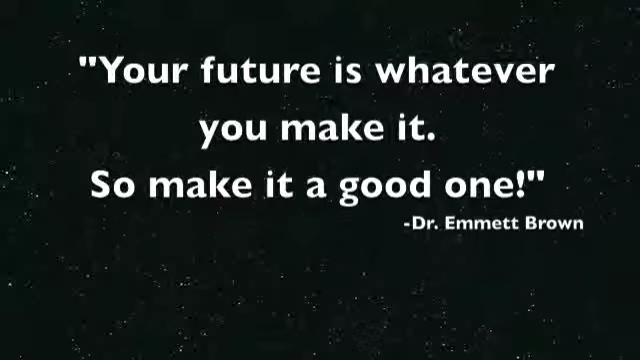 "Your future is whatever
you make it.
So make it a good one!"
-Dr. Emmett Brown